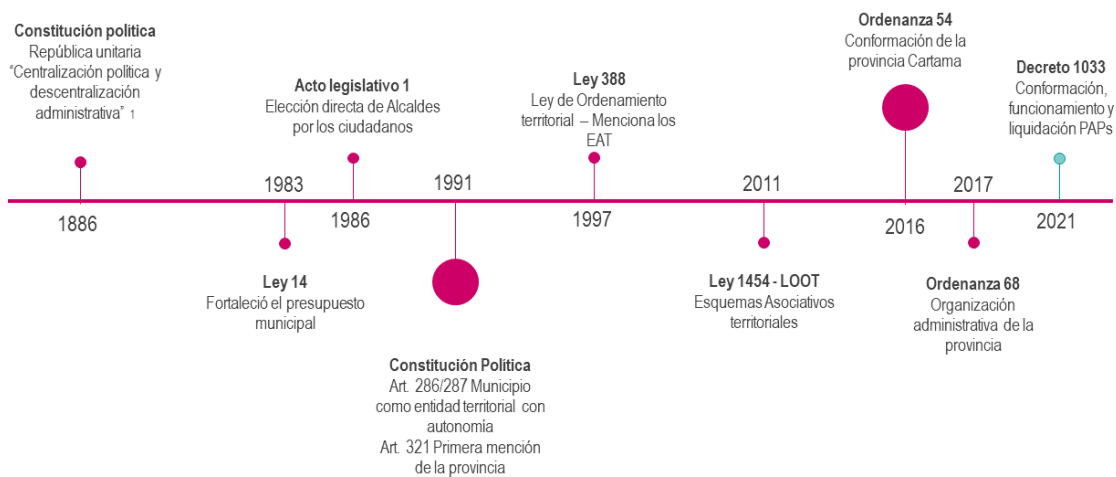 Constitución política
República unitaria
“Centralización política y
descentralización
administrativa” 1
1886
1983
Ley 14
Fortaleció el presupuesto
municipal
Acto legislativo 1
Elección directa de Alcaldes
por los ciudadanos
1986
1991
Constitución Política
Art. 286/287 Municipio
como entidad territorial con
autonomía
Art. 321 Primera mención
de la provincia
Ley 388
Ley de Ordenamiento
territorial – Menciona los
EAT
1997
2011
Ley 1454 - LOOT
Esquemas Asociativos
territoriales
Ordenanza 54
Conformación de la
provincia Cartama
2016
2017
Ordenanza 68
Organización
administrativa de la
provincia
Decreto 1033
Conformación,
funcionamiento y
liquidación PAPs
2021